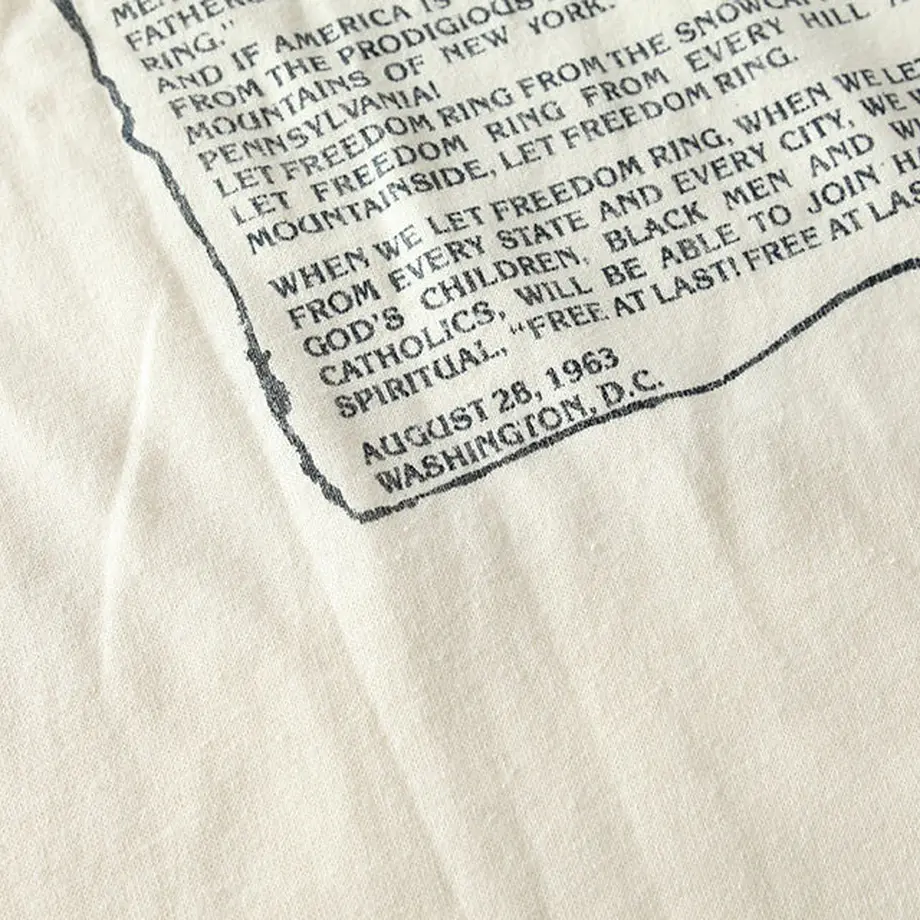 FATHERS
RING."
AND IF AMERICA IS
FROM THE PRODIGIOUS
MOUNTAINS OF NEW YORK.
PENNSYLVANIA!
LET FREEDOM RING FROM THE
LET FREEDOM RING FROM EVERY HILL
MOUNTAINSIDE, LET FREEDOM RING.
WHEN WE LET FREEDOM RING, WHEN WE LET
FROM EVERY STATE AND EVERY CITY, WE
GOD'S CHILDREN, BLACK MEN AND
CATHOLICS, WILL BE ABLE TO JOIN
SPIRITUAL, "FREE AT LAST! FREE AT
AUGUST 28, 1963
WASHINGTON, D.C.